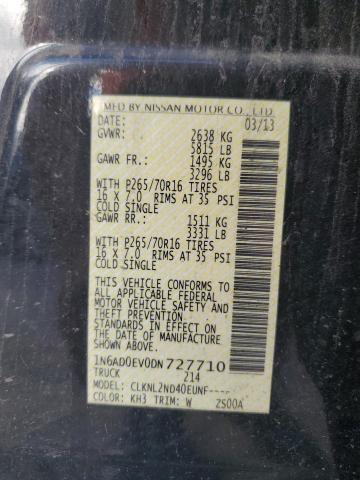 MFD BY NISSAN MOTOR CO., LTD
DATE: 03/13
GVWR: 2638 KG
5815 LB
GAWR FR.: 1495 KG
3296 LB
WITH P265/70R16 TIRES
16 X 7.0 RIMS AT 35 PSI
COLD SINGLE
GAWR RR.: 1511 KG
3331 LB
WITH P265/70R16 TIRES
16 X 7.0 RIMS AT 35 PSI
COLD SINGLE
THIS VEHICLE CONFORMS TO
ALL APPLICABLE FEDERAL
MOTOR VEHICLE SAFETY AND
THEFT PREVENTION
STANDARDS IN EFFECT ON
THE DATE OF MANUFACTURE
SHOWN ABOVE.
1N6AD0EV0DN727710
TRUCK 214
MODEL: CLKNL2ND40EUNF----
COLOR: KH3 TRIM: W 2S00A